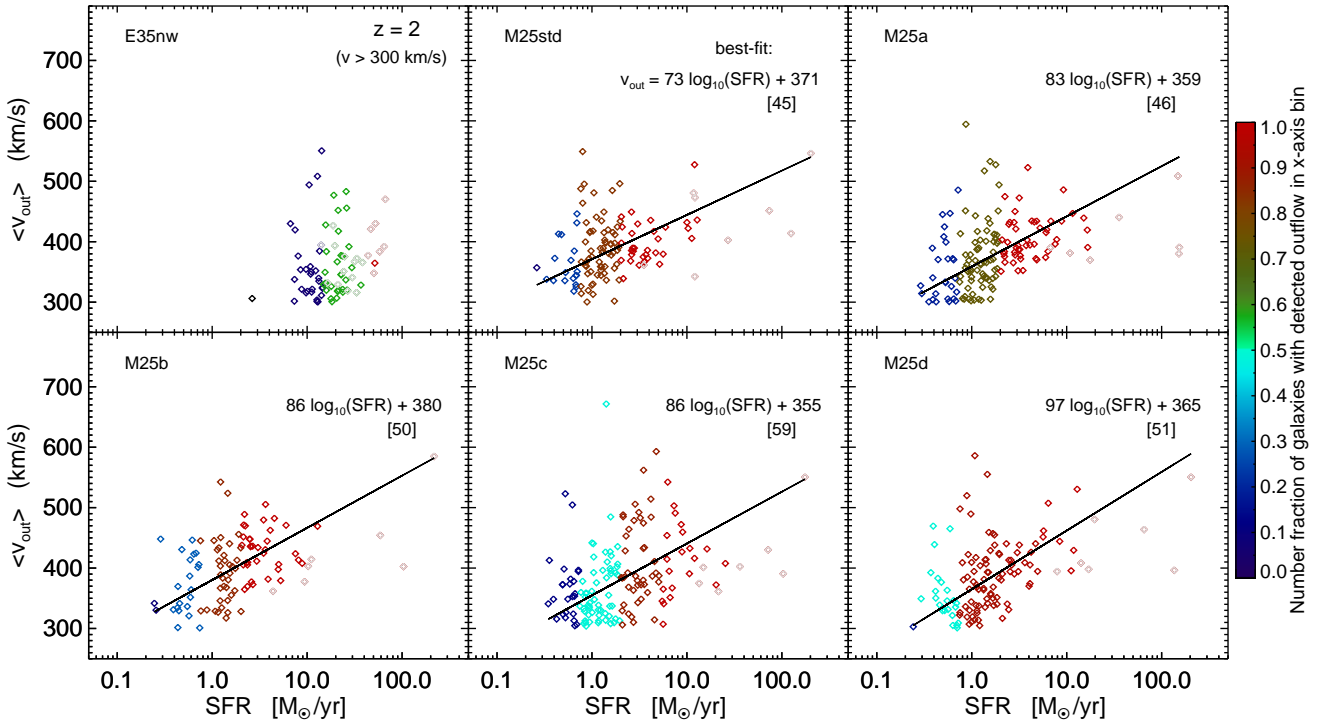 E35nw
z = 2
(v > 300 km/s)
M25std
best-fit:
v_out = 73 log₁₀(SFR) + 371
[45]
M25a
83 log₁₀(SFR) + 359
[46]
700
600
500
400
300
<v_out> (km/s)
M25b
86 log₁₀(SFR) + 380
[50]
M25c
86 log₁₀(SFR) + 355
[59]
M25d
97 log₁₀(SFR) + 365
[51]
700
600
500
400
300
<v_out> (km/s)
0.1 1.0 10.0 100.0
0.1 1.0 10.0 100.0
0.1 1.0 10.0 100.0
SFR [M⊙/yr]
SFR [M⊙/yr]
SFR [M⊙/yr]
1.0
0.9
0.8
0.7
0.6
0.5
0.4
0.3
0.2
0.1
0.0
Number fraction of galaxies with detected outflow in x-axis bin